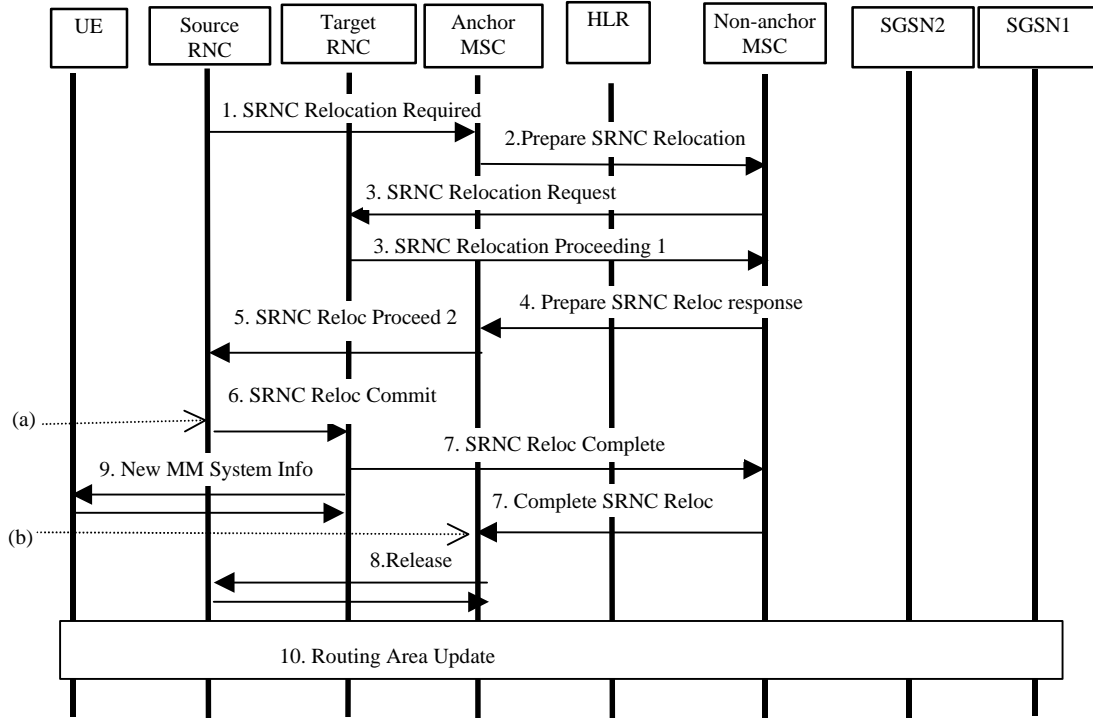 UE
Source
RNC
Target
RNC
Anchor
MSC
HLR
Non-anchor
MSC
SGSN2
SGSN1
1. SRNC Relocation Required
2.Prepare SRNC Relocation
3. SRNC Relocation Request
3. SRNC Relocation Proceeding 1
4. Prepare SRNC Reloc response
5. SRNC Reloc Proceed 2
6. SRNC Reloc Commit
(a)
7. SRNC Reloc Complete
9. New MM System Info
7. Complete SRNC Reloc
(b)
8.Release
10. Routing Area Update